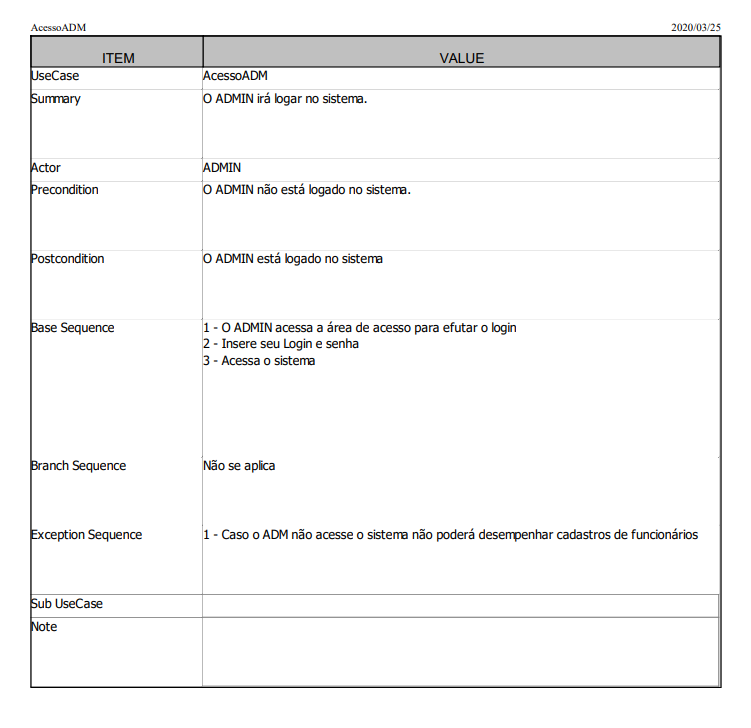 AcessoADM 2020/03/25
ITEM VALUE
UseCase AcessoADM
Summary O ADMIN irá logar no sistema.
Actor ADMIN
Precondition O ADMIN não está logado no sistema.
Postcondition O ADMIN está logado no sistema
Base Sequence 1 - O ADMIN acessa a área de acesso para efutar o login
2 - Insere seu Login e senha
3 - Acessa o sistema
Branch Sequence Não se aplica
Exception Sequence 1 - Caso o ADM não acesse o sistema não poderá desempenhar cadastros de funcionários
Sub UseCase
Note